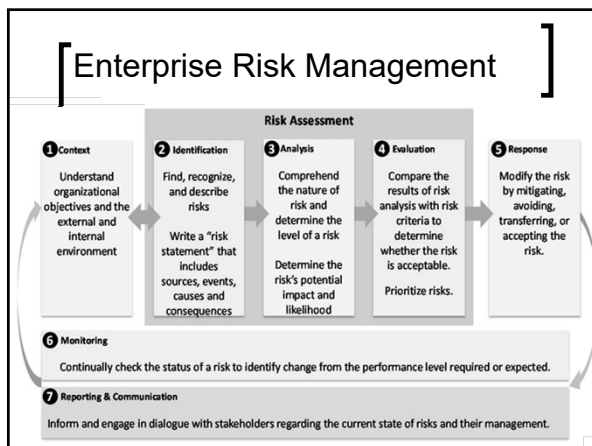 Enterprise Risk Management
Risk Assessment
1 Context
Understand
organizational
objectives and the
external and
internal
environment
2 Identification
Find, recognize,
and describe
risks
Write a “risk
statement” that
includes
sources, events,
causes and
consequences
3 Analysis
Comprehend
the nature of
risk and
determine the
level of a risk
Determine the
risk's potential
impact and
likelihood
4 Evaluation
Compare the
results of risk
analysis with risk
criteria to
determine
whether the risk
is acceptable.
Prioritize risks.
5 Response
Modify the risk
by mitigating,
avoiding,
transferring, or
accepting the
risk.
6 Monitoring
Continually check the status of a risk to identify change from the performance level required or expected.
7 Reporting & Communication
Inform and engage in dialogue with stakeholders regarding the current state of risks and their management.